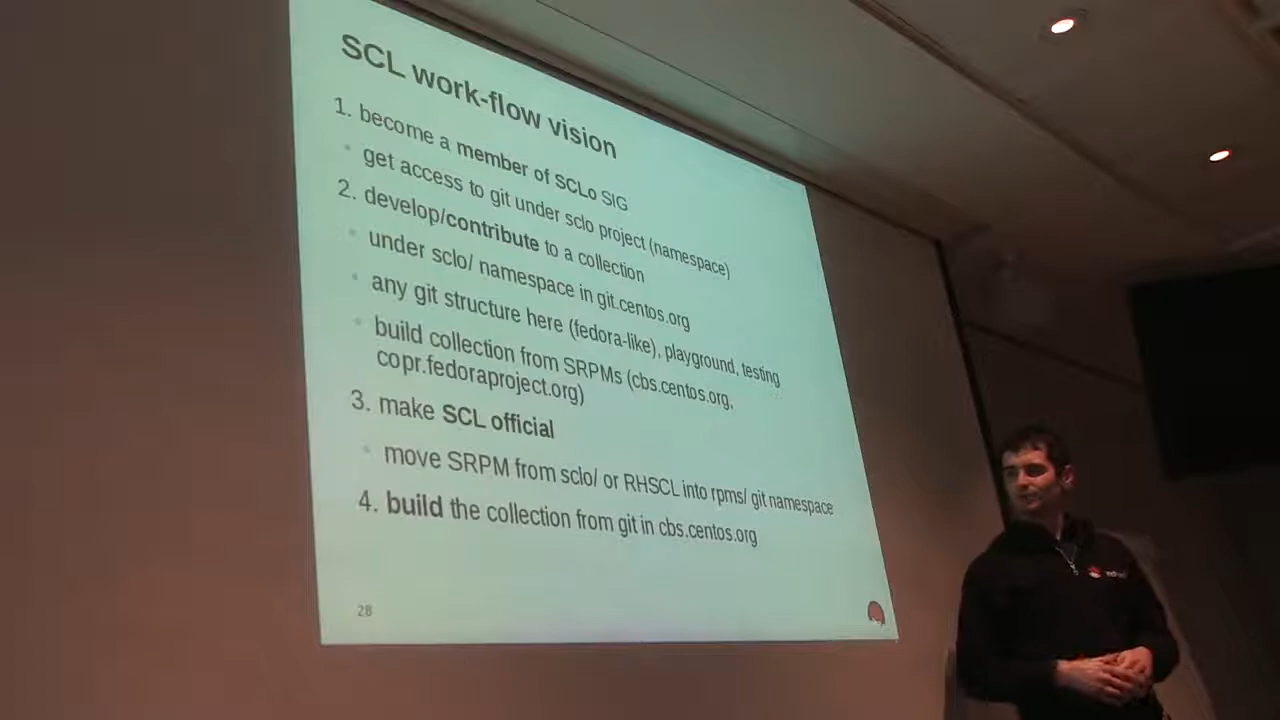 SCL work-flow vision
1. become a member of SCLo SIG
get access to git under sclo project (namespace)
2. develop/contribute to a collection
under sclo/ namespace in git.centos.org
any git structure here (fedora-like), playground, testing
build collection from SRPMs (cbs.centos.org,
copr.fedoraproject.org)
3. make SCL official
move SRPM from sclo/ or RHSCL into rpms/ git namespace
4. build the collection from git in cbs.centos.org
28